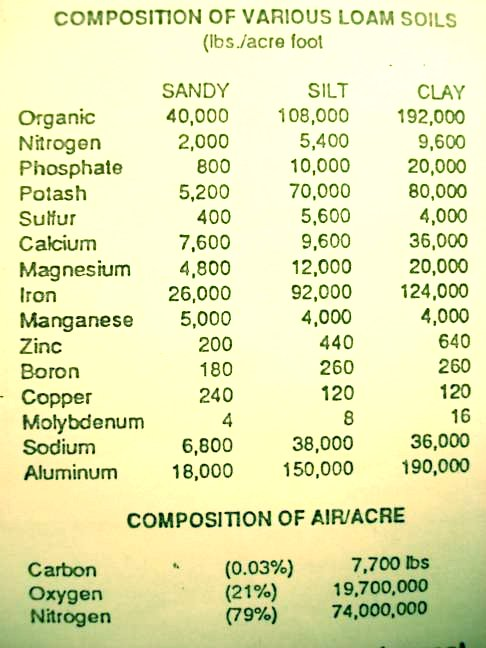 COMPOSITION OF VARIOUS LOAM SOILS
(lbs./acre foot
SANDY SILT CLAY
Organic 40,000 108,000 192,000
Nitrogen 2,000 5,400 9,600
Phosphate 800 10,000 20,000
Potash 5,200 70,000 80,000
Sulfur 400 5,600 4,000
Calcium 7,600 9,600 36,000
Magnesium 4,800 12,000 20,000
Iron 26,000 92,000 124,000
Manganese 5,000 4,000 4,000
Zinc 200 440 640
Boron 180 260 260
Copper 240 120 120
Molybdenum 4 8 16
Sodium 6,800 38,000 36,000
Aluminum 18,000 150,000 190,000
COMPOSITION OF AIR/ACRE
Carbon (0.03%) 7,700 lbs
Oxygen (21%) 19,700,000
Nitrogen (79%) 74,000,000